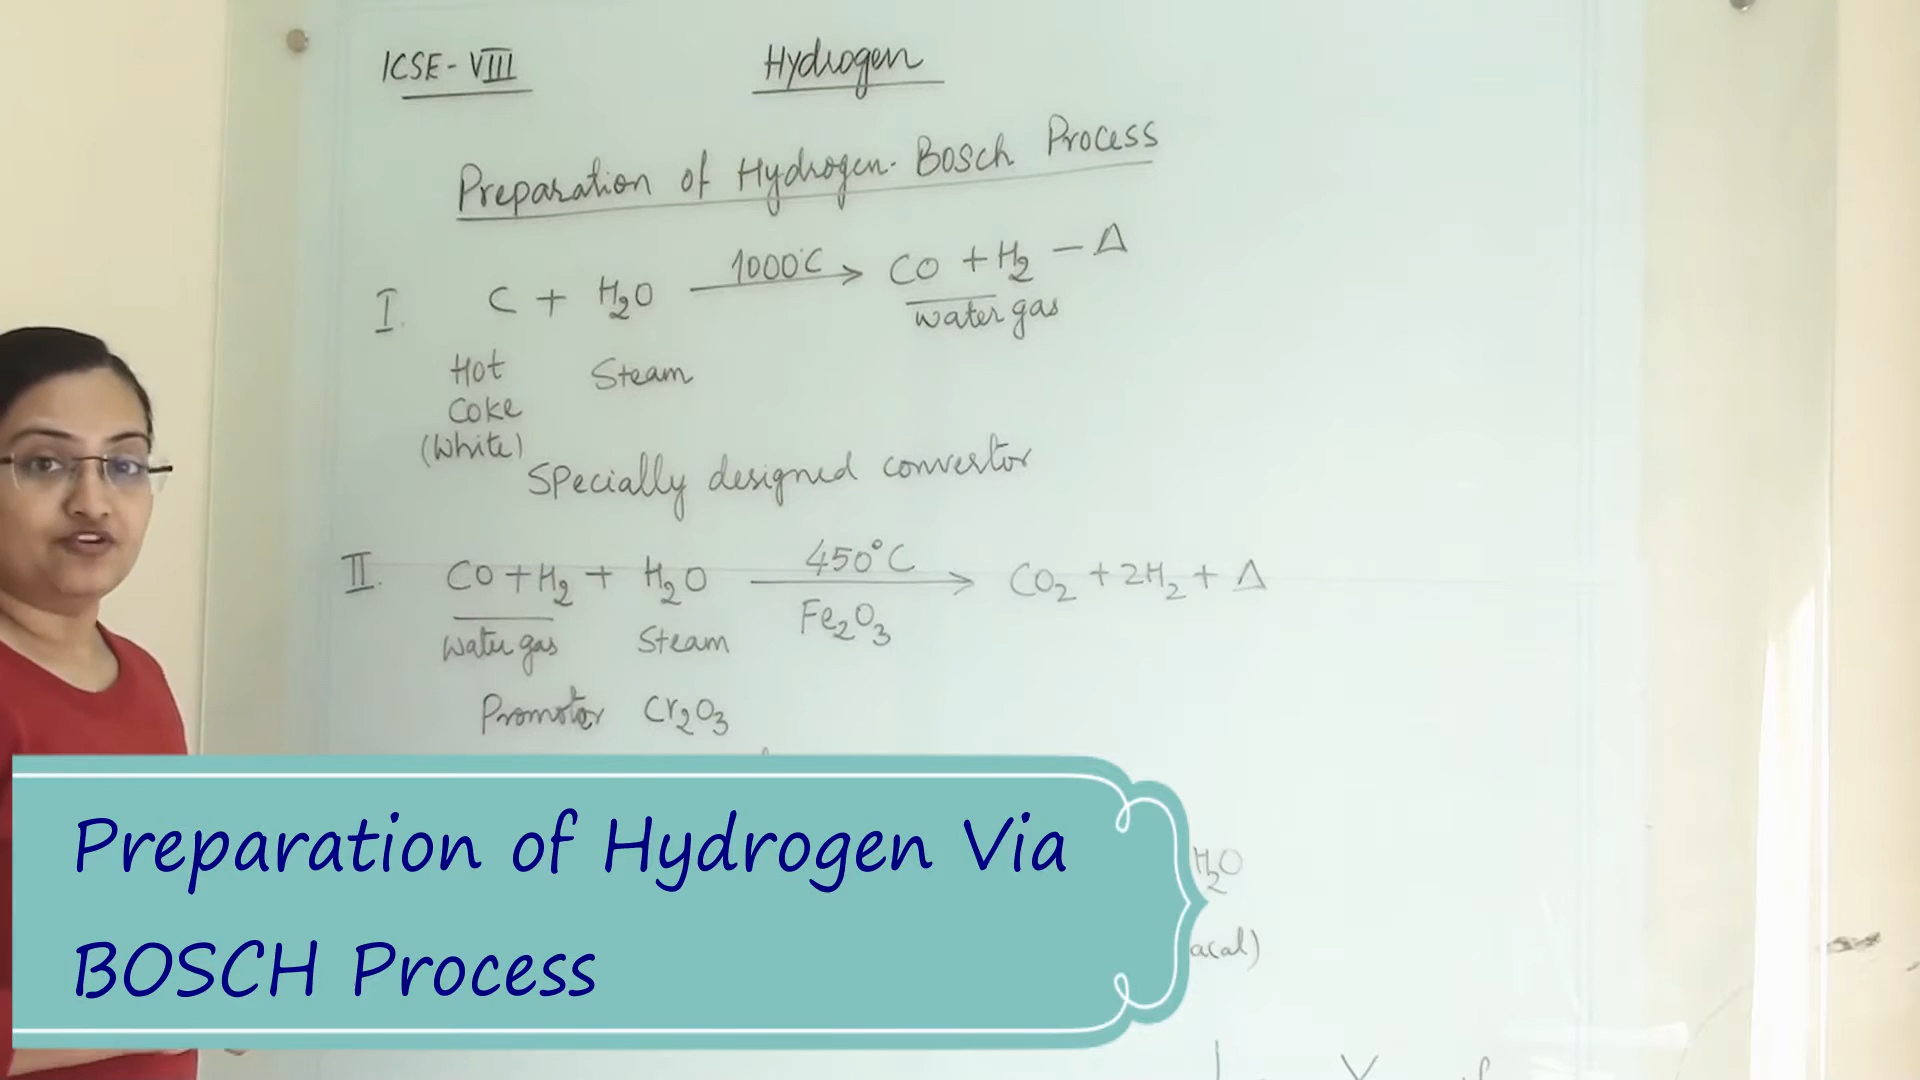 ICSE - VIII
Hydrogen
Preparation of Hydrogen - Bosch Process
I. C + H₂O 1000°C → CO + H₂ − Δ
Water gas
Hot Steam
Coke
(White)
Specially designed convertor
II. CO + H₂ + H₂O 450°C → CO₂ + 2H₂ + Δ
Fe₂O₃
Water gas Steam
Promotor Cr₂O₃
Preparation of Hydrogen Via
BOSCH Process
H₂O